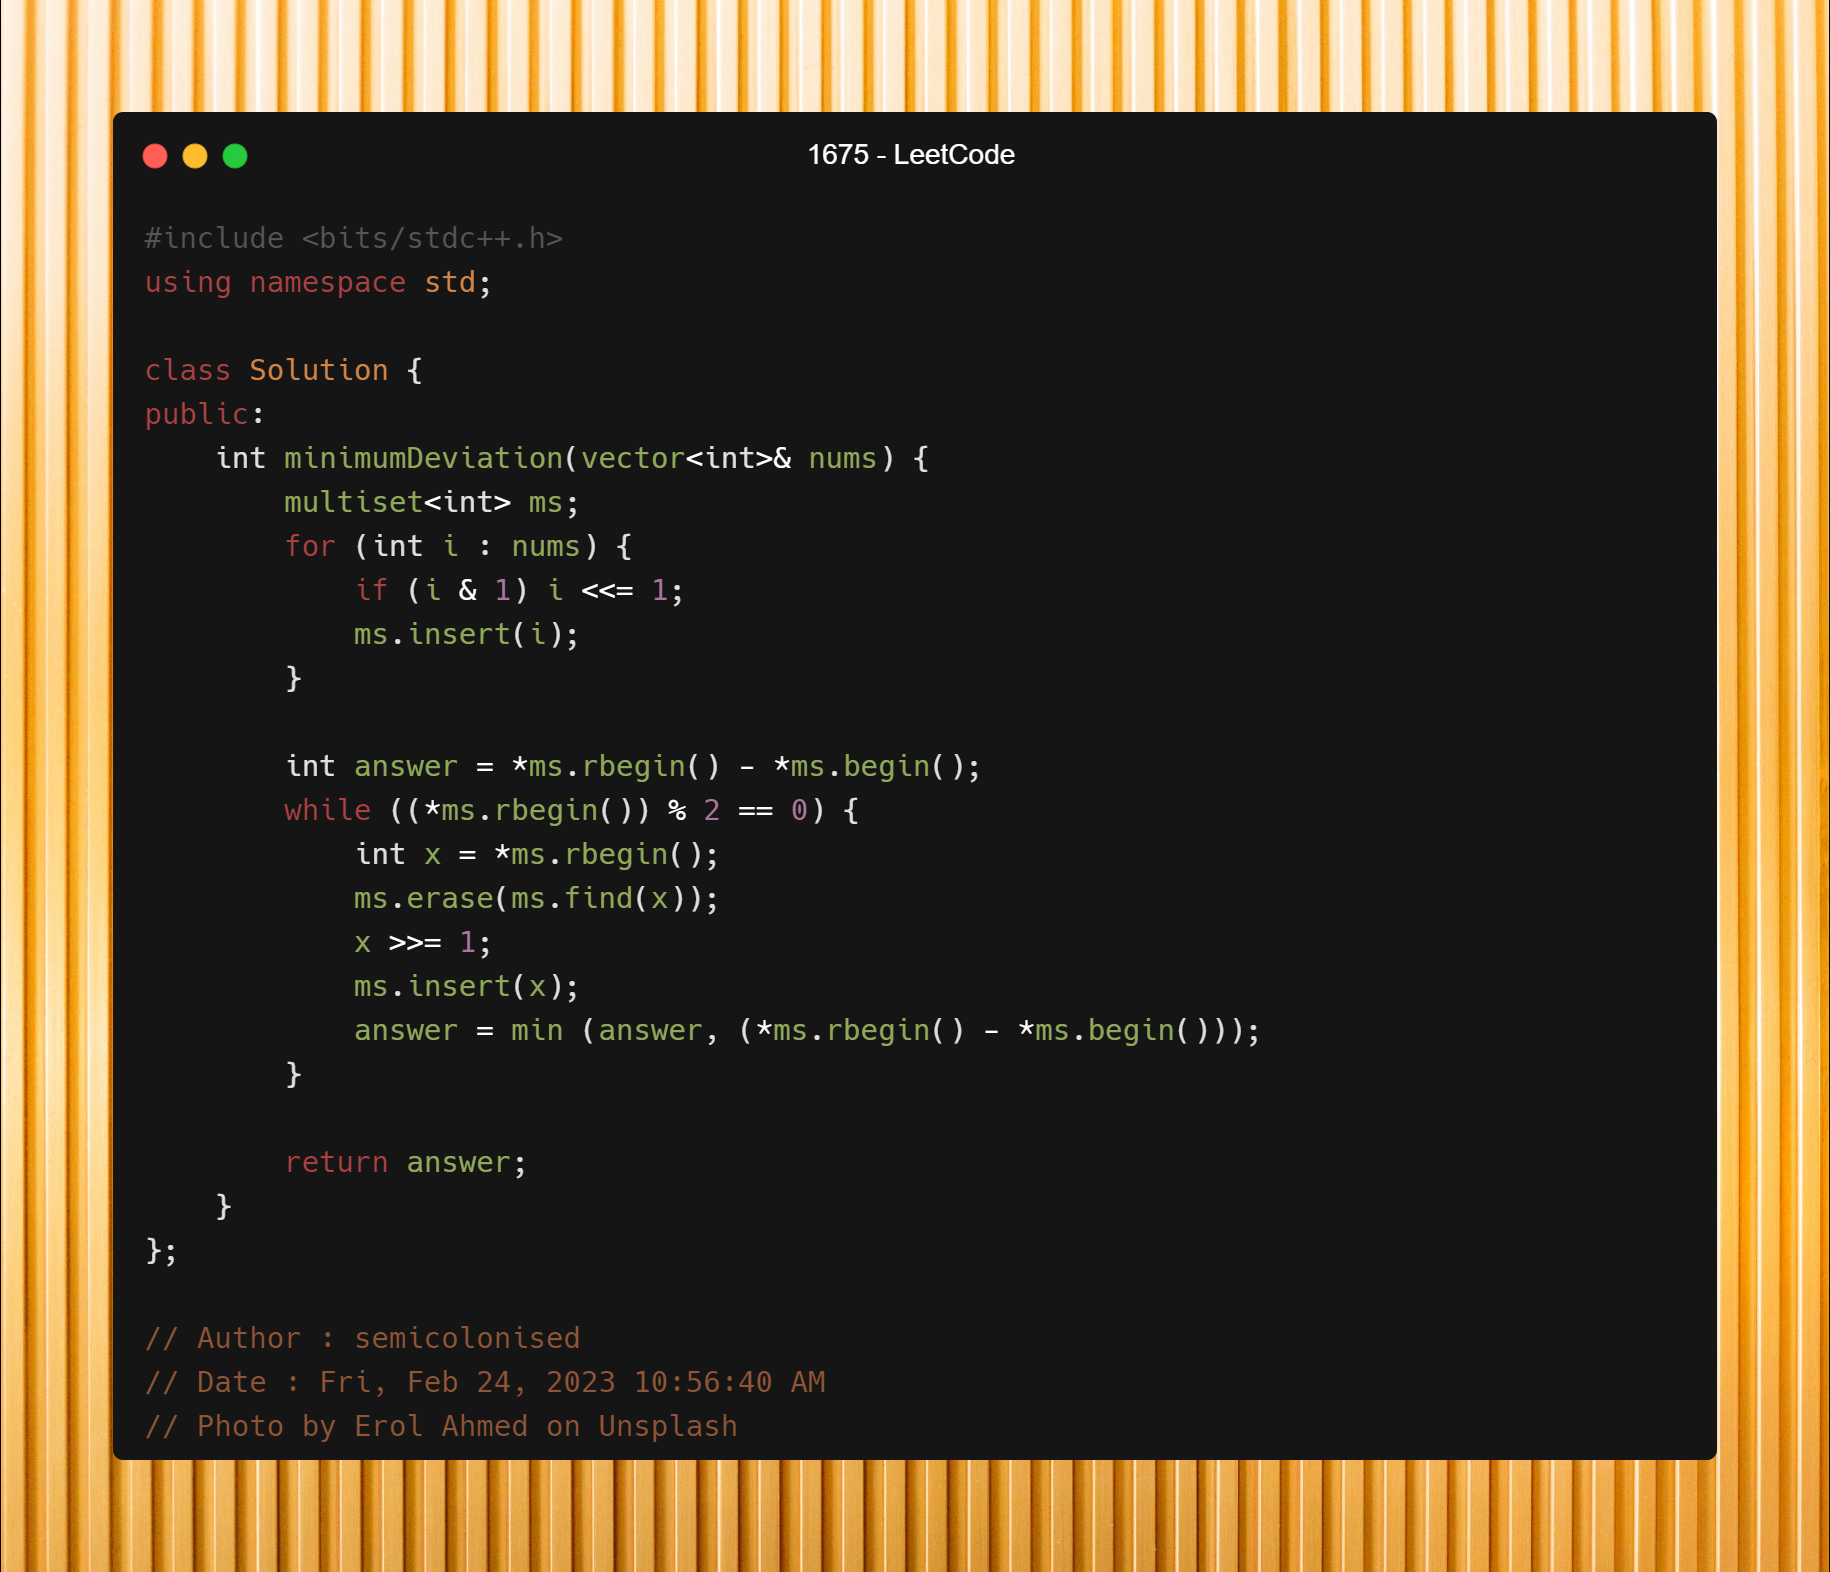 1675 - LeetCode
#include <bits/stdc++.h>
using namespace std;
class Solution {
public:
    int minimumDeviation(vector<int>& nums) {
        multiset<int> ms;
        for (int i : nums) {
            if (i & 1) i <<= 1;
            ms.insert(i);
        }
        int answer = *ms.rbegin() - *ms.begin();
        while ((*ms.rbegin()) % 2 == 0) {
            int x = *ms.rbegin();
            ms.erase(ms.find(x));
            x >>= 1;
            ms.insert(x);
            answer = min (answer, (*ms.rbegin() - *ms.begin()));
        }
        return answer;
    }
};
// Author : semicolonised
// Date : Fri, Feb 24, 2023 10:56:40 AM
// Photo by Erol Ahmed on Unsplash